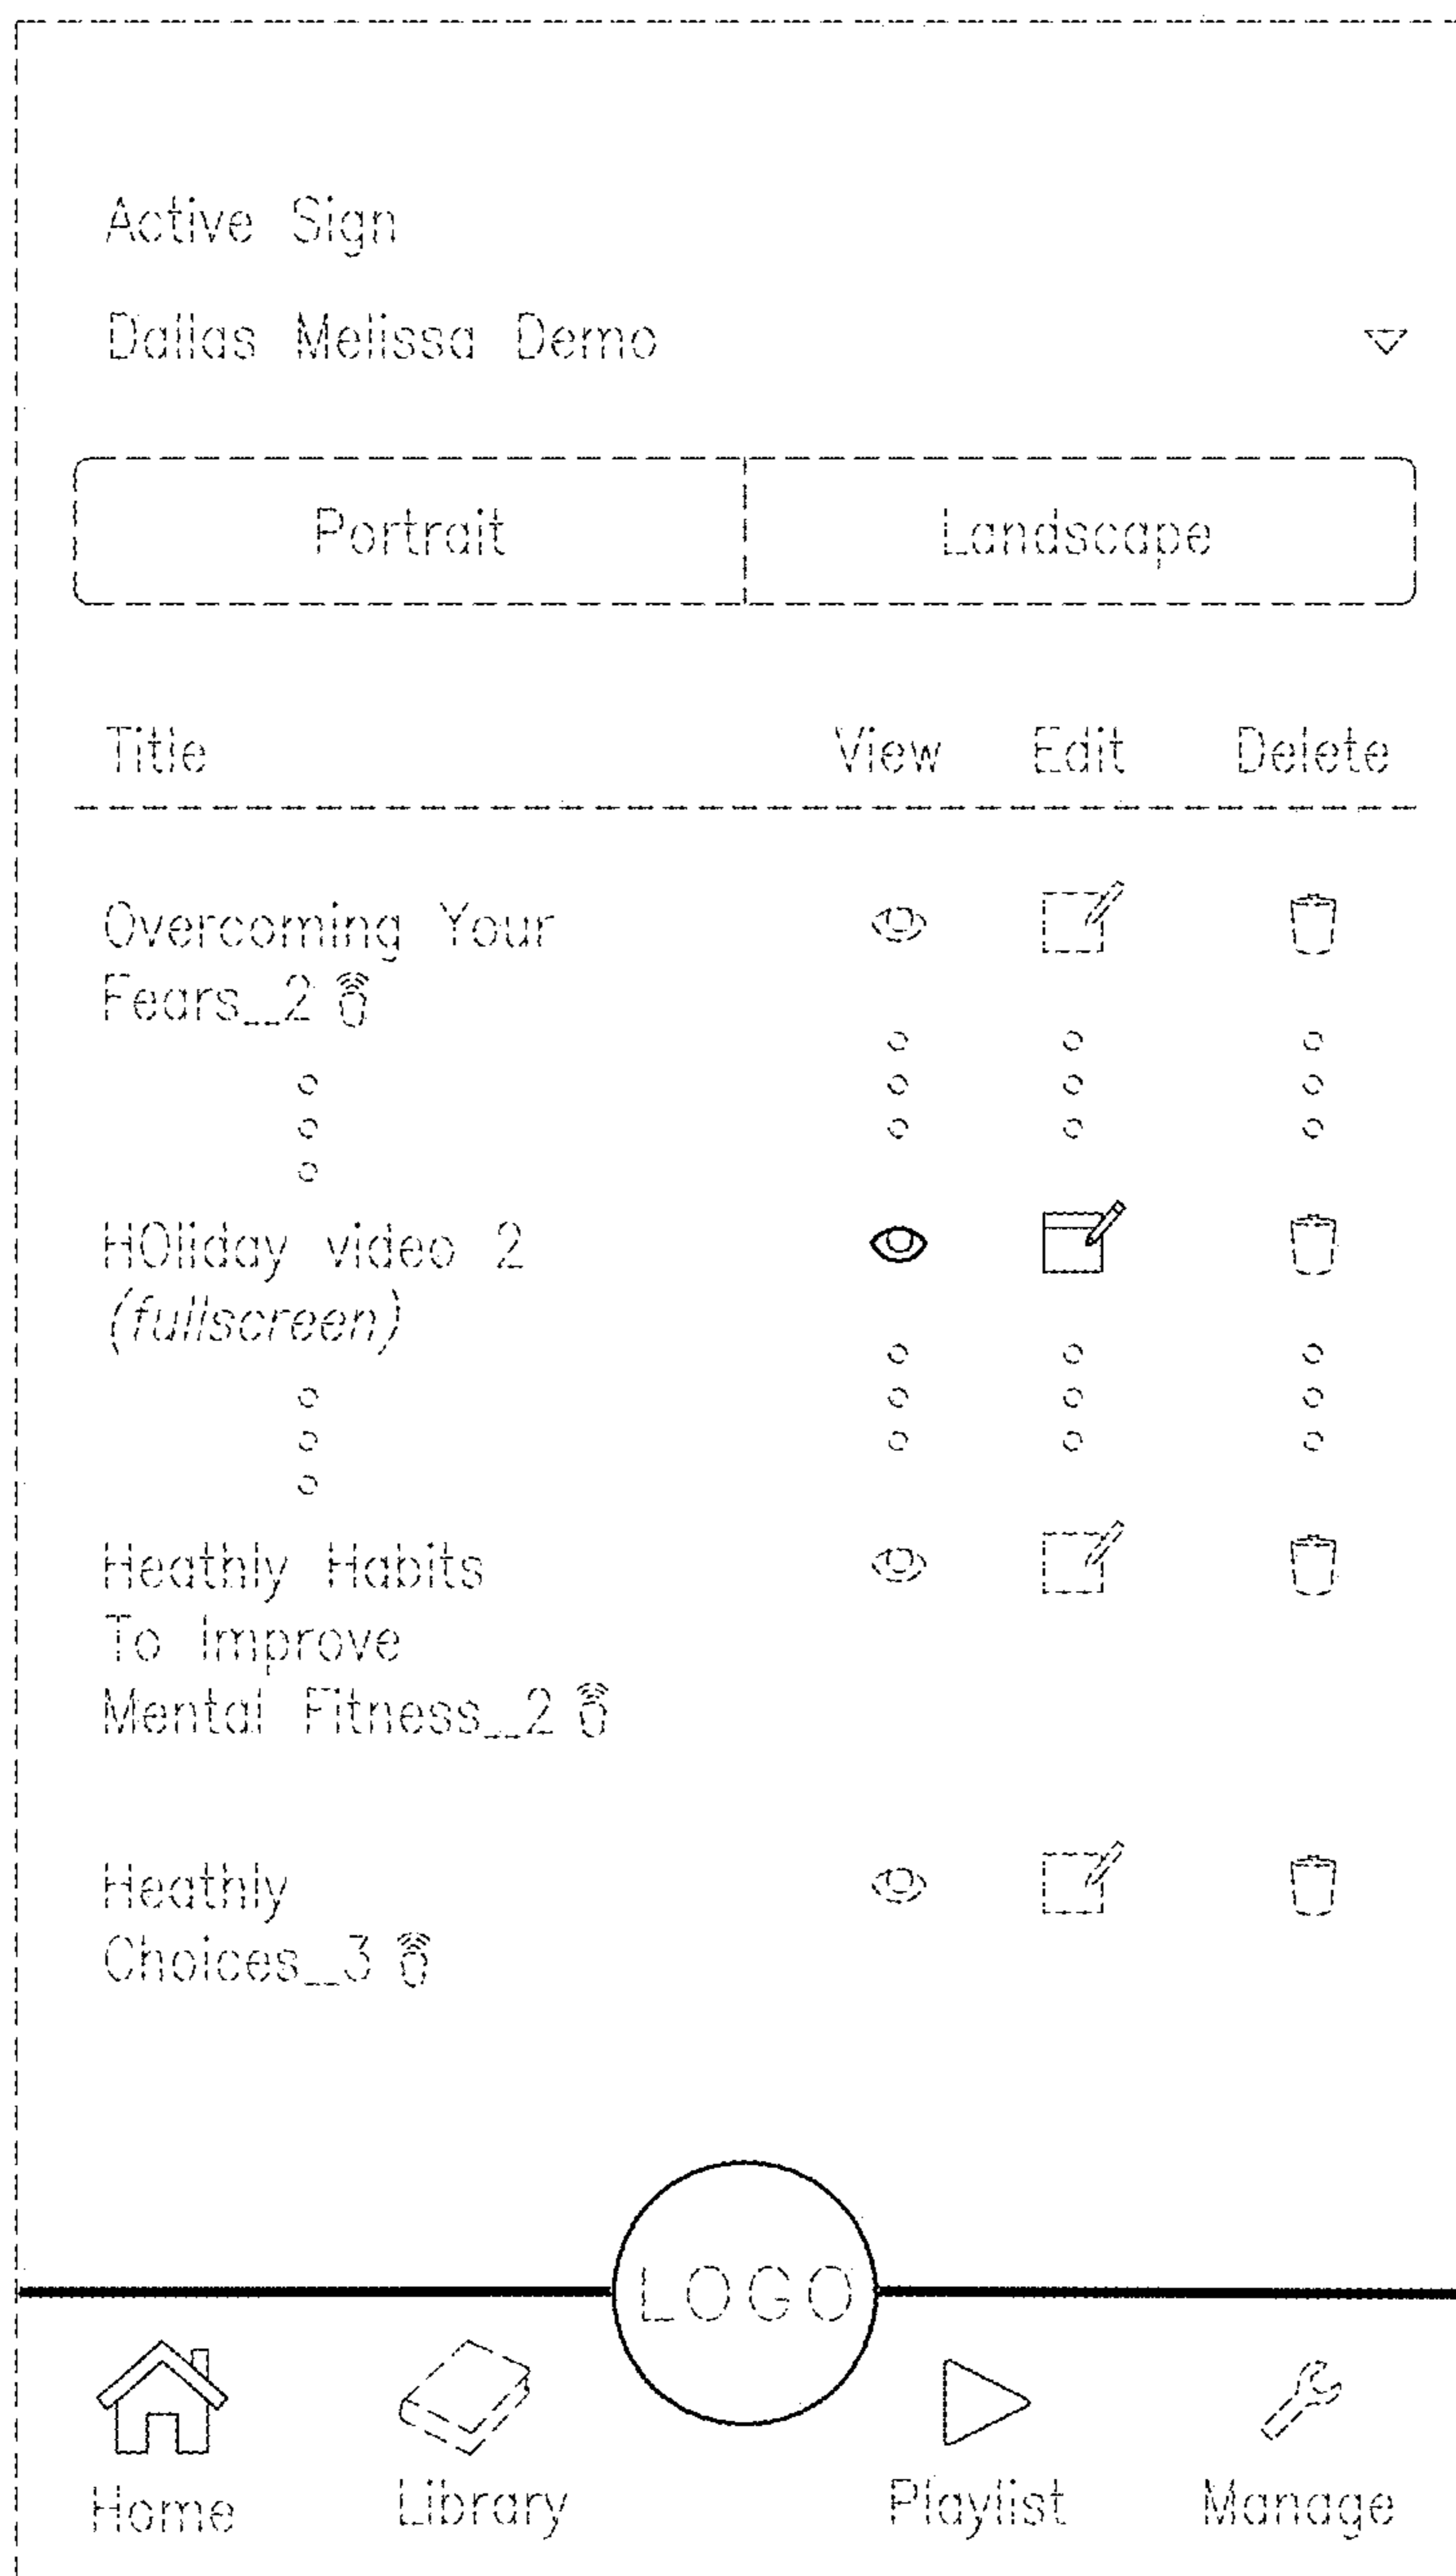 Active Sign
Dallas Melissa Demo
Portrait Landscape
Title View Edit Delete
Overcoming Your
Fears_2
HOliday video 2
(fullscreen)
Heathly Habits
To Improve
Mental Fitness_2
Heathly
Choices_3
LOGO
Home Library Playlist Manage